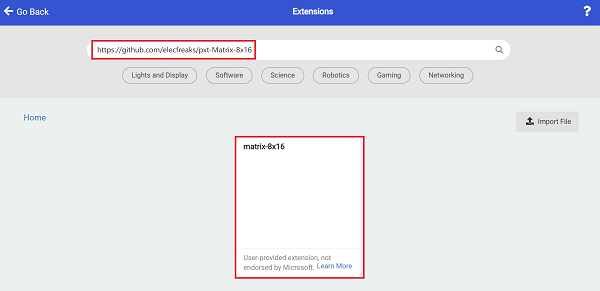 Go Back
Extensions
?
https://github.com/elecfreaks/pxt-Matrix-8x16
Lights and Display
Software
Science
Robotics
Gaming
Networking
Home
Import File
matrix-8x16
User-provided extension, not
endorsed by Microsoft. Learn More